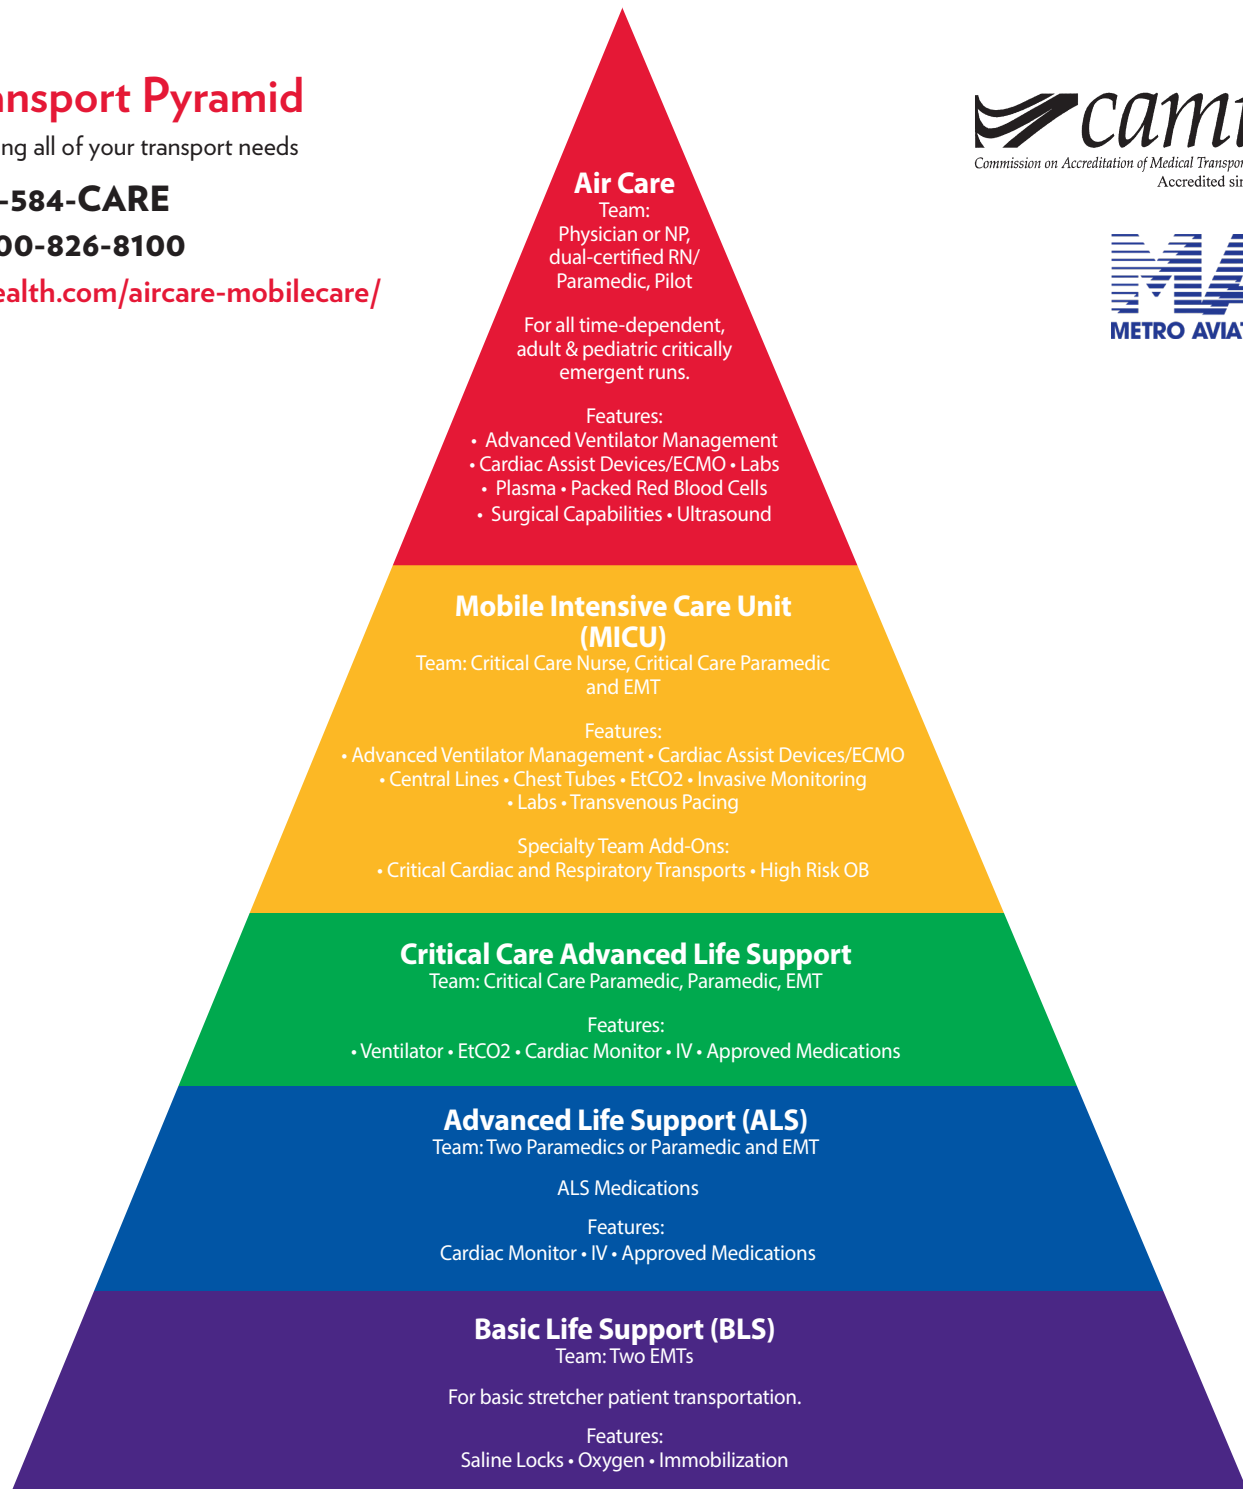 Pyramid
all of your transport needs
-584-CARE
00-826-8100
/aircare-mobilecare/
Commission on Accreditation of Medical
Accredited
METRO
Air Care
Team:
Physician or NP,
dual-certified RN/
Paramedic, Pilot
For all time-dependent,
adult & pediatric critically
emergent runs.
Features:
• Advanced Ventilator Management
• Cardiac Assist Devices/ECMO • Labs
• Plasma • Packed Red Blood Cells
• Surgical Capabilities • Ultrasound
Mobile Intensive Care Unit
(MICU)
Team: Critical Care Nurse, Critical Care Paramedic
and EMT
Features:
• Advanced Ventilator Management • Cardiac Assist Devices/ECMO
• Central Lines • Chest Tubes • EtCO2 • Invasive Monitoring
• Labs • Transvenous Pacing
Specialty Team Add-Ons:
• Critical Cardiac and Respiratory Transports • High Risk OB
Critical Care Advanced Life Support
Team: Critical Care Paramedic, Paramedic, EMT
Features:
• Ventilator • EtCO2 • Cardiac Monitor • IV • Approved Medications
Advanced Life Support (ALS)
Team: Two Paramedics or Paramedic and EMT
ALS Medications
Features:
Cardiac Monitor • IV • Approved Medications
Basic Life Support (BLS)
Team: Two EMTs
For basic stretcher patient transportation.
Features:
Saline Locks • Oxygen • Immobilization